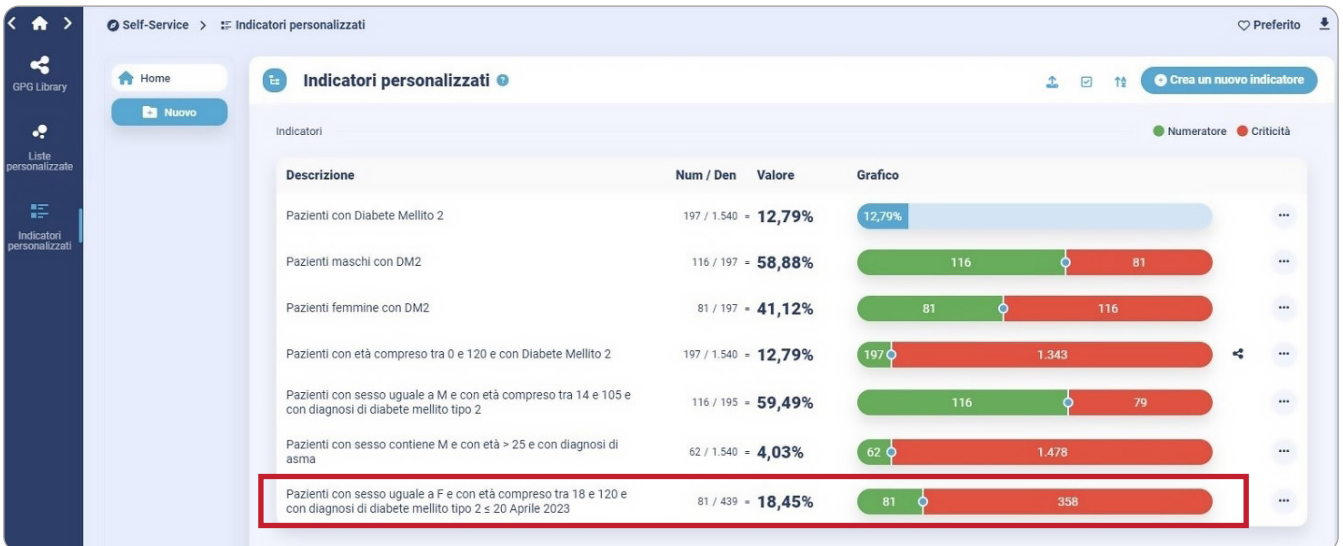 Self-Service > Indicatori personalizzati
Preferito
GPG Library
Liste
personalizzate
Indicatori
personalizzati
Home
Nuovo
Indicatori personalizzati ?
Crea un nuovo indicatore
Indicatori
Numeratore Criticità
Descrizione Num / Den Valore Grafico
Pazienti con Diabete Mellito 2 197 / 1.540 = 12,79% 12,79%
Pazienti maschi con DM2 116 / 197 = 58,88% 116 81
Pazienti femmine con DM2 81 / 197 = 41,12% 81 116
Pazienti con età compreso tra 0 e 120 e con Diabete Mellito 2 197 / 1.540 = 12,79% 197 1.343
Pazienti con sesso uguale a M e con età compreso tra 14 e 105 e
con diagnosi di diabete mellito tipo 2 116 / 195 = 59,49% 116 79
Pazienti con sesso contiene M e con età > 25 e con diagnosi di
asma 62 / 1.540 = 4,03% 62 1.478
Pazienti con sesso uguale a F e con età compreso tra 18 e 120 e
con diagnosi di diabete mellito tipo 2 ≤ 20 Aprile 2023 81 / 439 = 18,45% 81 358